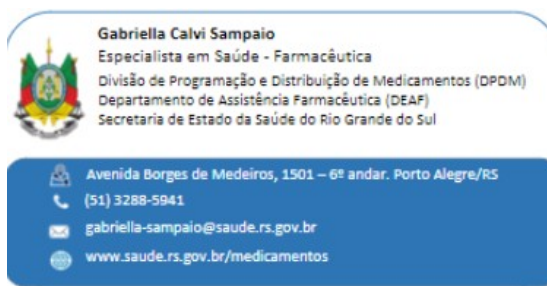 Gabriella Calvi Sampaio
Especialista em Saúde - Farmacêutica
Divisão de Programação e Distribuição de Medicamentos (DPDM)
Departamento de Assistência Farmacêutica (DEAF)
Secretaria de Estado da Saúde do Rio Grande do Sul
Avenida Borges de Medeiros, 1501 – 6º andar. Porto Alegre/RS
(51) 3288-5941
gabriella-sampaio@saude.rs.gov.br
www.saude.rs.gov.br/medicamentos